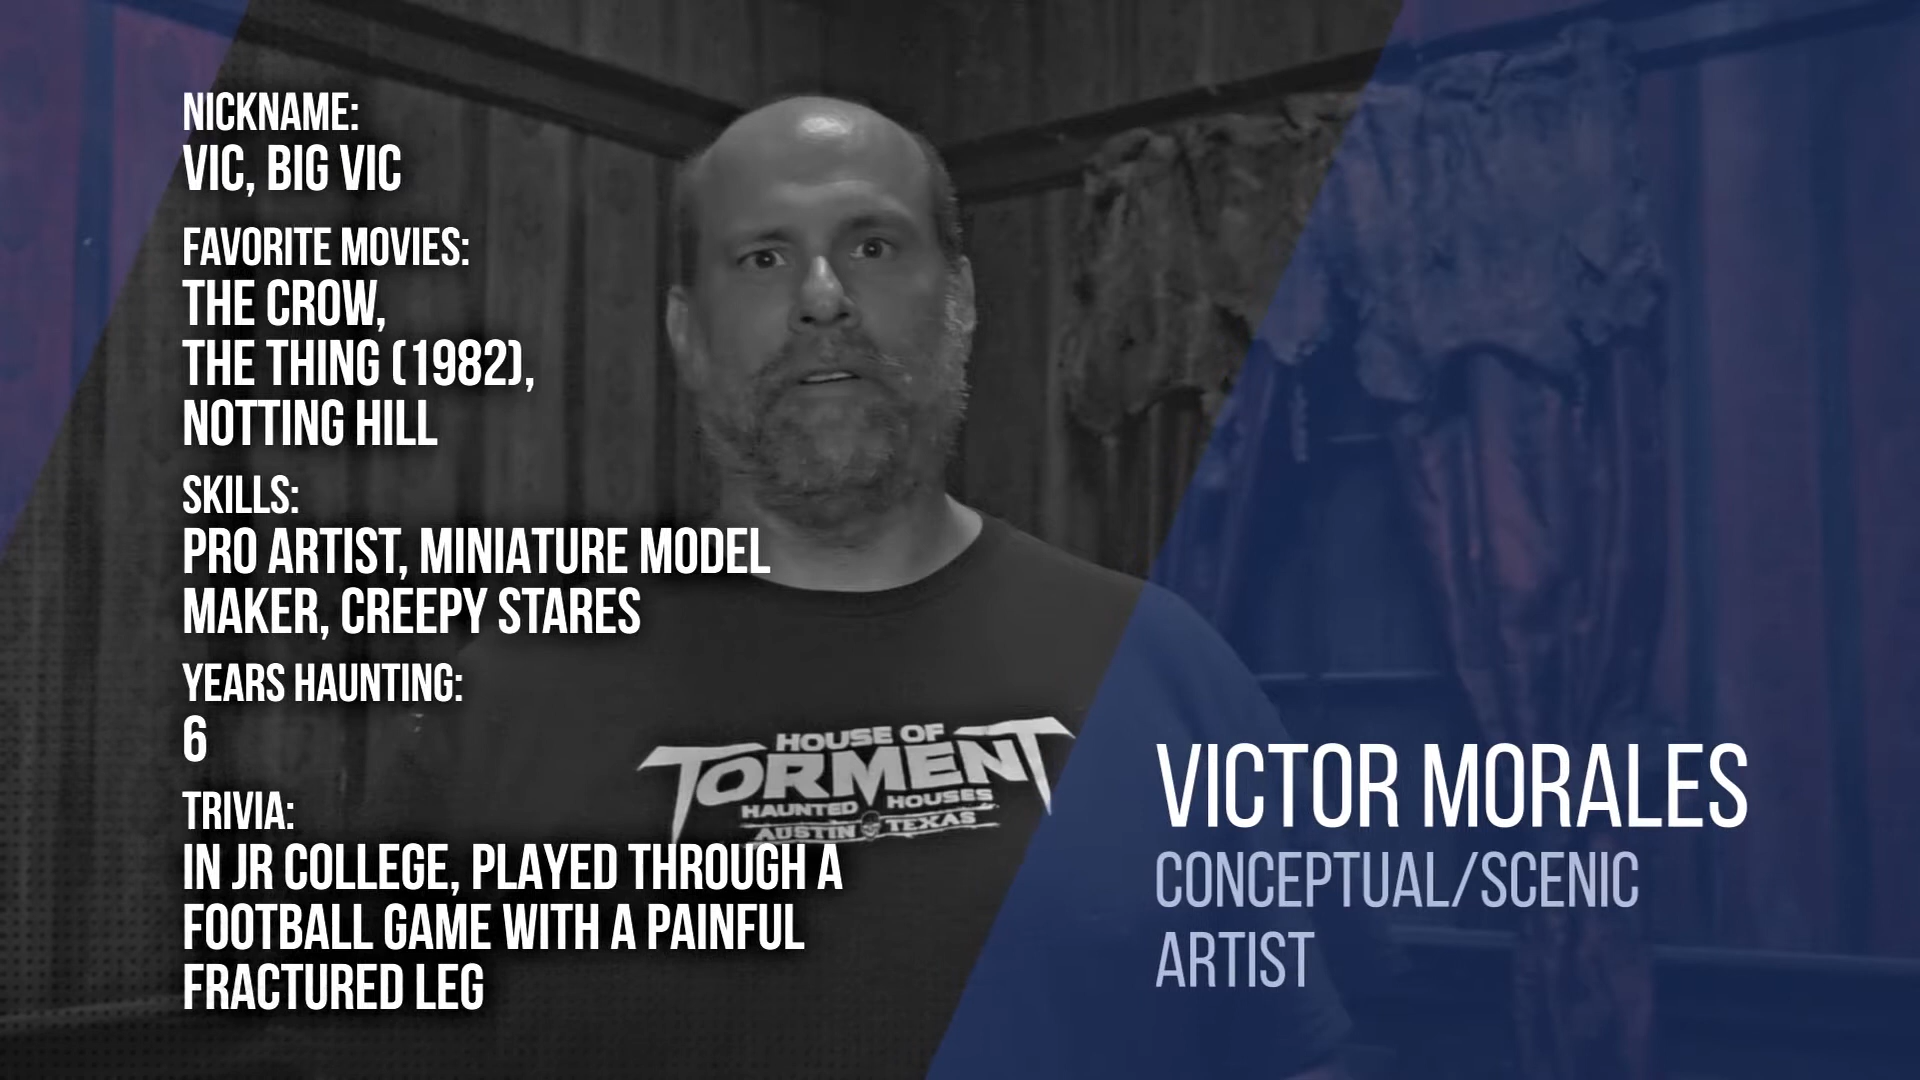 NICKNAME:
VIC, BIG VIC
FAVORITE MOVIES:
THE CROW,
THE THING (1982),
NOTTING HILL
SKILLS:
PRO ARTIST, MINIATURE MODEL
MAKER, CREEPY STARES
YEARS HAUNTING:
6
TRIVIA:
IN JR COLLEGE, PLAYED THROUGH A
FOOTBALL GAME WITH A PAINFUL
FRACTURED LEG
HOUSE OF
TORMENT
HAUNTED HOUSES
AUSTIN TEXAS
VICTOR MORALES
CONCEPTUAL/SCENIC
ARTIST